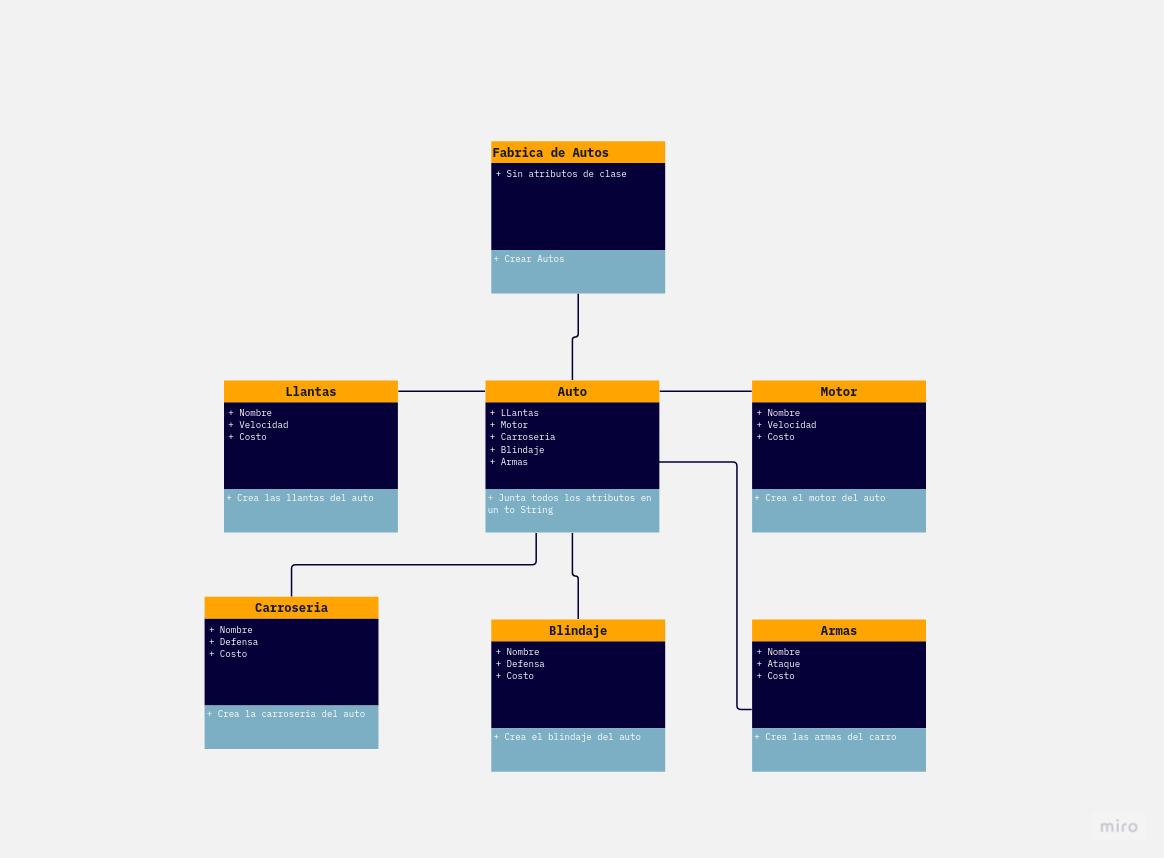 Fabrica de Autos
+ Sin atributos de clase
+ Crear Autos
Llantas
+ Nombre
+ Velocidad
+ Costo
+ Crea las llantas del auto
Auto
+ LLantas
+ Motor
+ Carroseria
+ Blindaje
+ Armas
+ Junta todos los atributos en
un to String
Motor
+ Nombre
+ Velocidad
+ Costo
+ Crea el motor del auto
Carroseria
+ Nombre
+ Defensa
+ Costo
+ Crea la carroseria del auto
Blindaje
+ Nombre
+ Defensa
+ Costo
+ Crea el blindaje del auto
Armas
+ Nombre
+ Ataque
+ Costo
+ Crea las armas del carro
miro